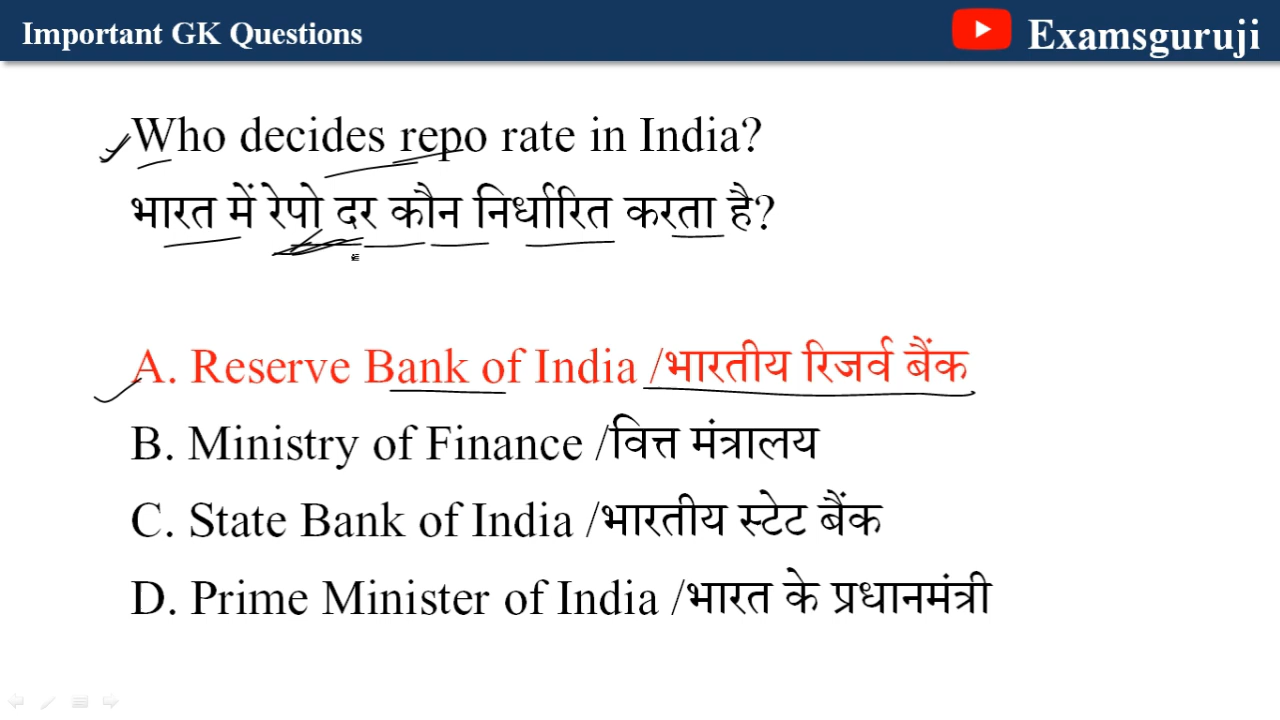 Important GK Questions
Examsguruji
Who decides repo rate in India?
भारत में रेपो दर कौन निर्धारित करता है?
A. Reserve Bank of India /भारतीय रिजर्व बैंक
B. Ministry of Finance /वित्त मंत्रालय
C. State Bank of India /भारतीय स्टेट बैंक
D. Prime Minister of India /भारत के प्रधानमंत्री